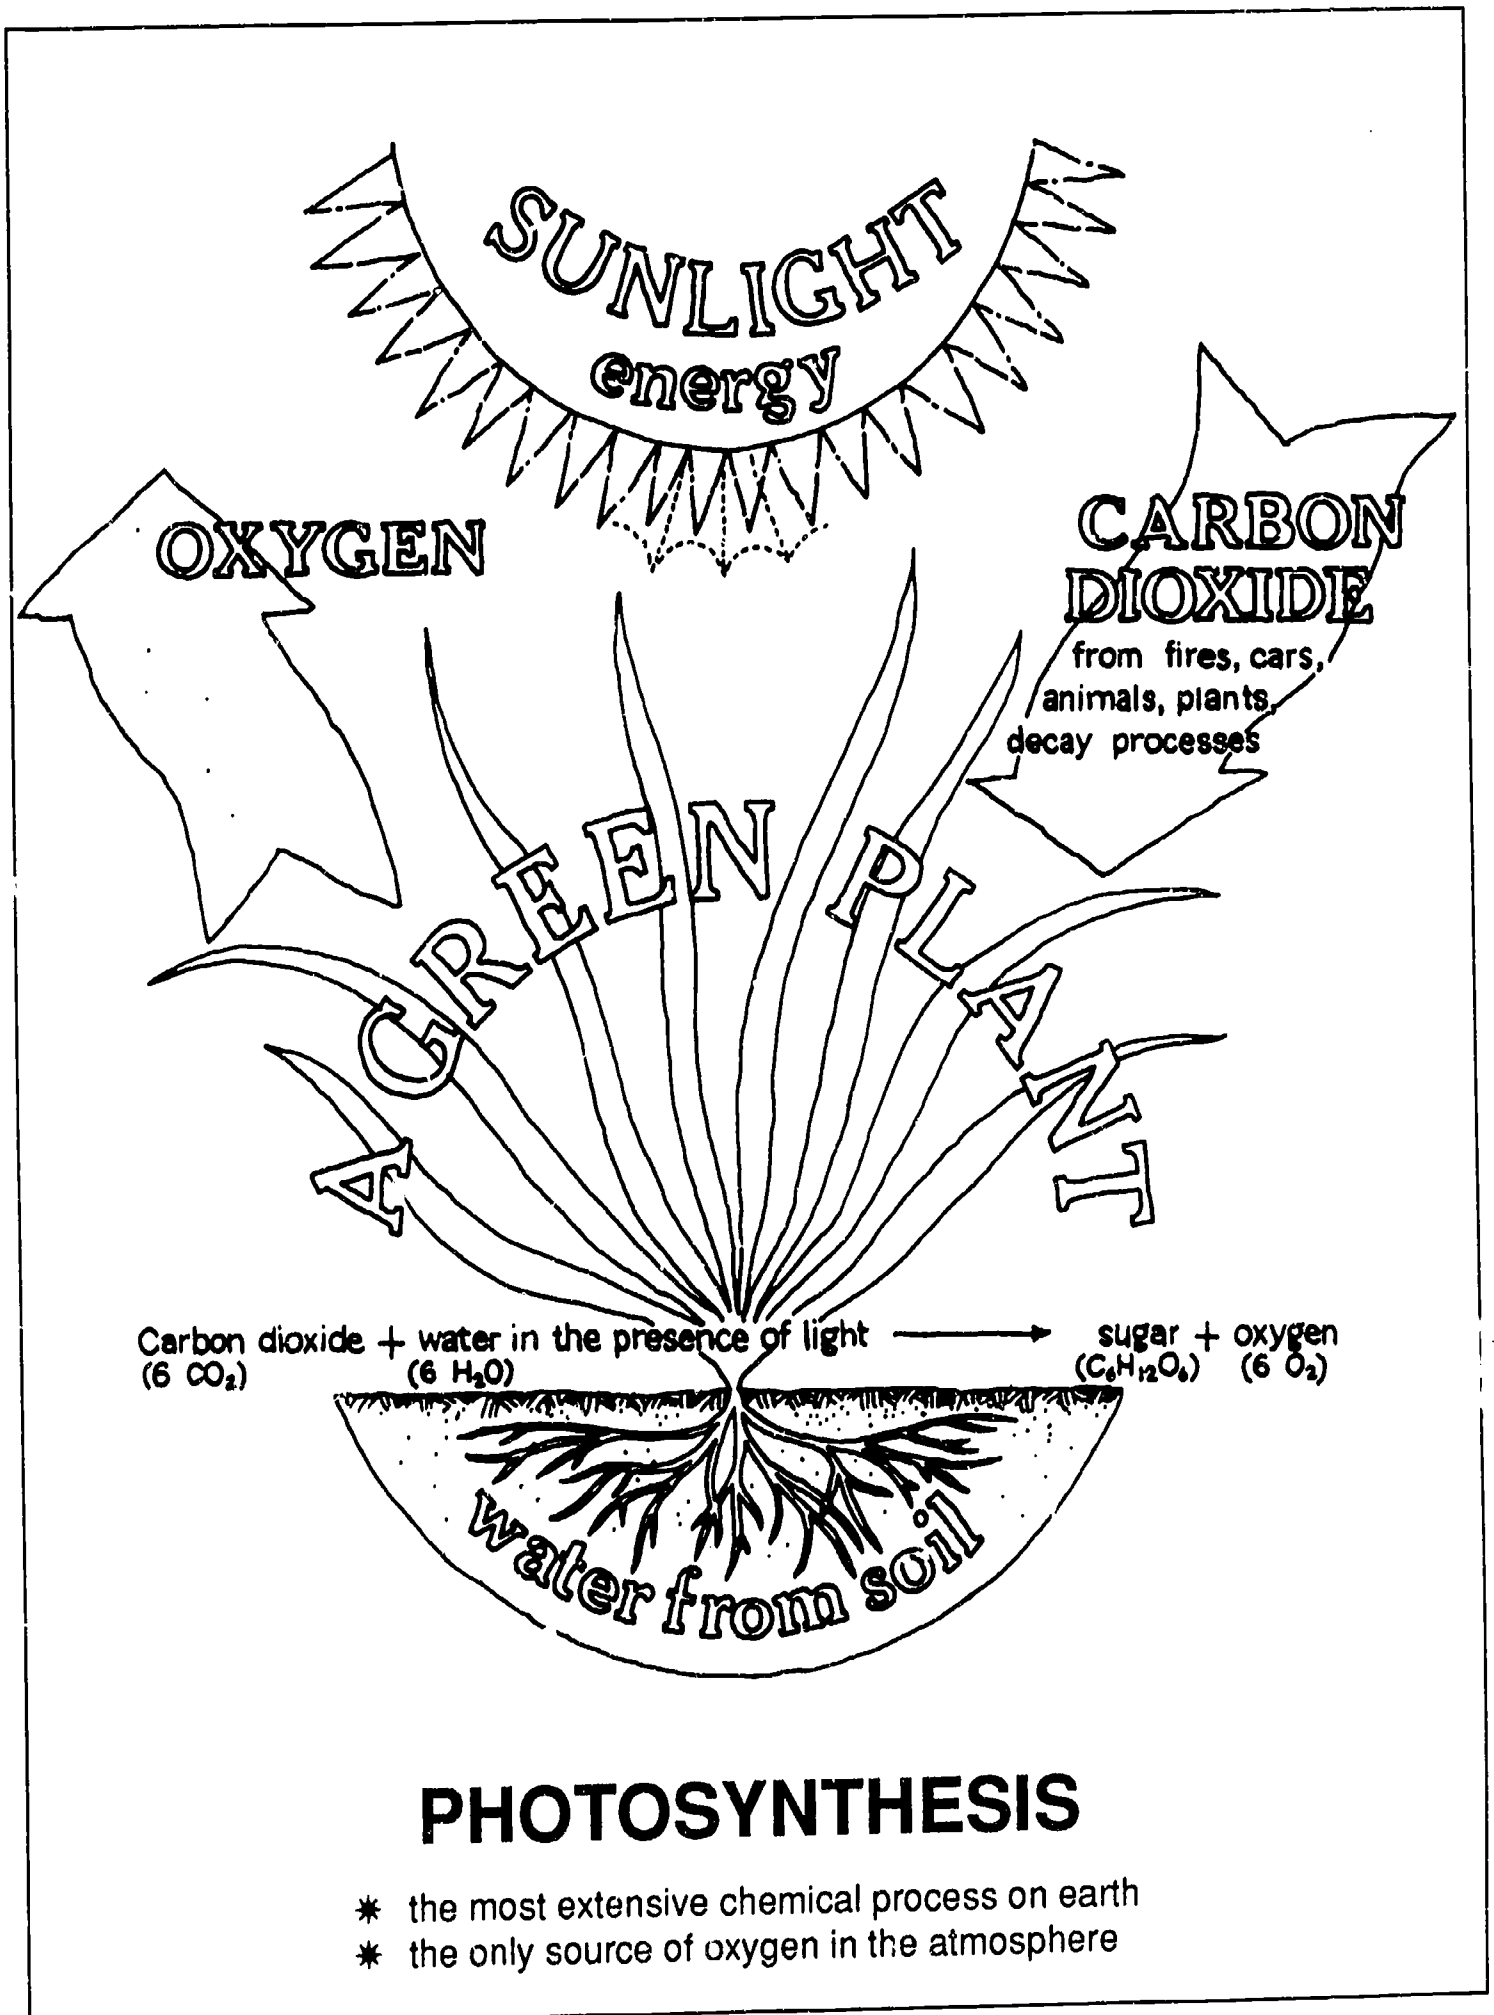 SUNLIGHT
energy
OXYGEN
CARBON
DIOXIDE
from fires, cars,
animals, plants,
decay processes
A GREEN PLANT
Carbon dioxide + water in the presence of light ⟶ sugar + oxygen
(6 CO₂) (6 H₂O) (C₆H₁₂O₆) (6 O₂)
water from soil
PHOTOSYNTHESIS
* the most extensive chemical process on earth
* the only source of oxygen in the atmosphere